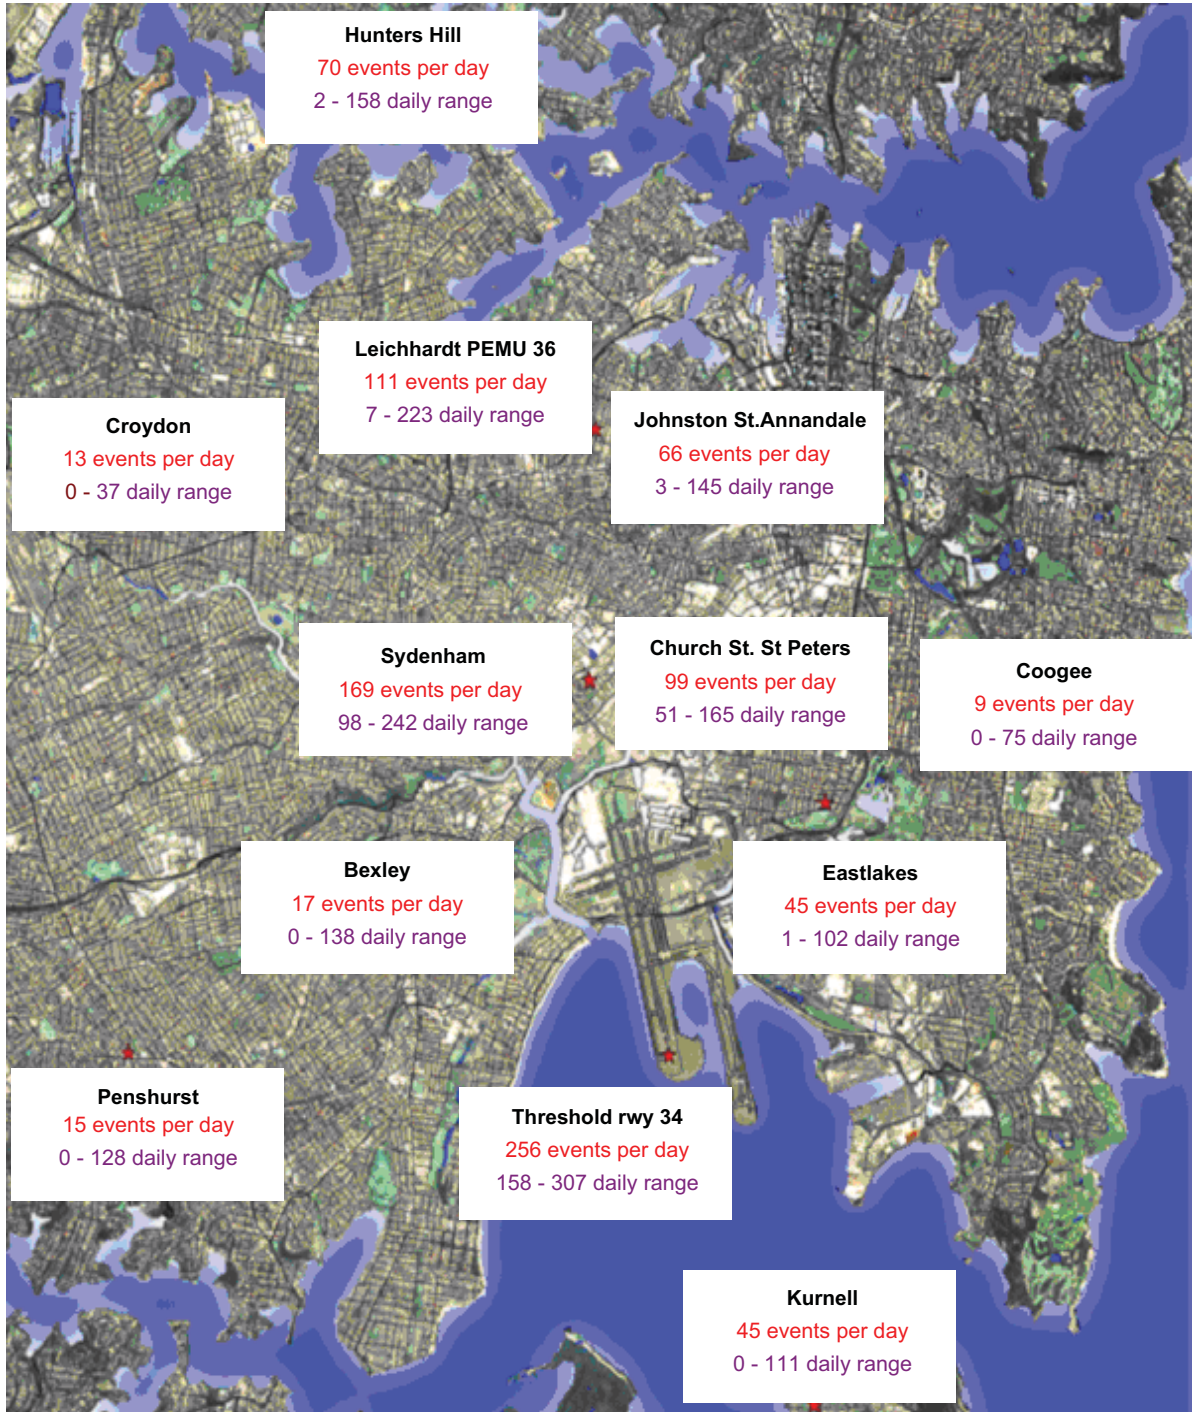 Hunters Hill
70 events per day
2 - 158 daily range
Leichhardt PEMU 36
111 events per day
7 - 223 daily range
Johnston St.Annandale
66 events per day
3 - 145 daily range
Croydon
13 events per day
0 - 37 daily range
Sydenham
169 events per day
98 - 242 daily range
Church St. St Peters
99 events per day
51 - 165 daily range
Coogee
9 events per day
0 - 75 daily range
Bexley
17 events per day
0 - 138 daily range
Eastlakes
45 events per day
1 - 102 daily range
Penshurst
15 events per day
0 - 128 daily range
Threshold rwy 34
256 events per day
158 - 307 daily range
Kurnell
45 events per day
0 - 111 daily range